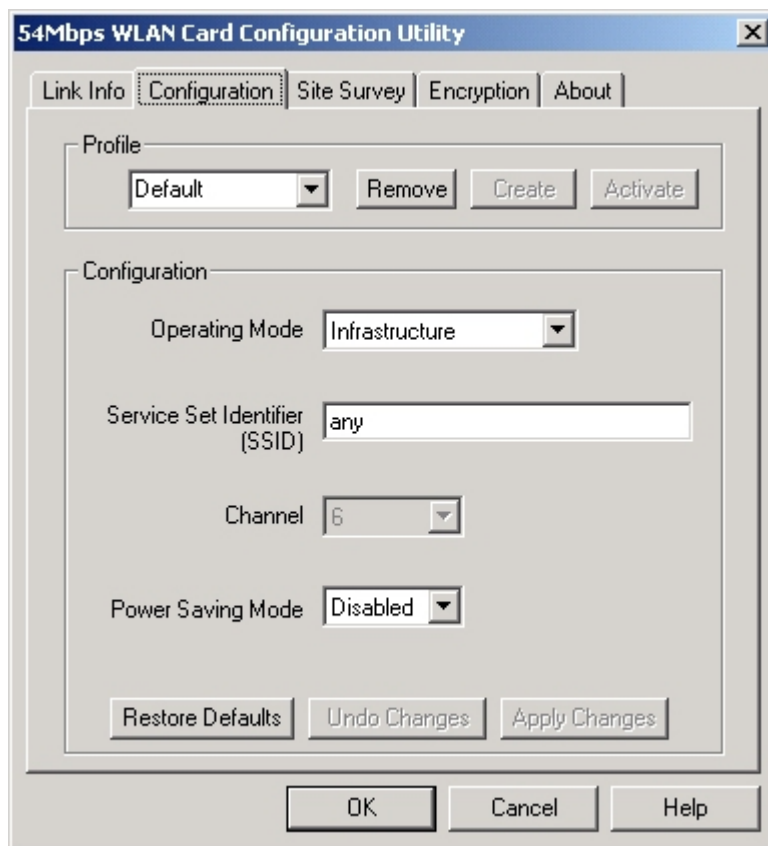 54Mbps WLAN Card Configuration Utility
Link Info Configuration Site Survey Encryption About
Profile
Default Remove Create Activate
Configuration
Operating Mode Infrastructure
Service Set Identifier
(SSID)
any
Channel 6
Power Saving Mode Disabled
Restore Defaults Undo Changes Apply Changes
OK Cancel Help